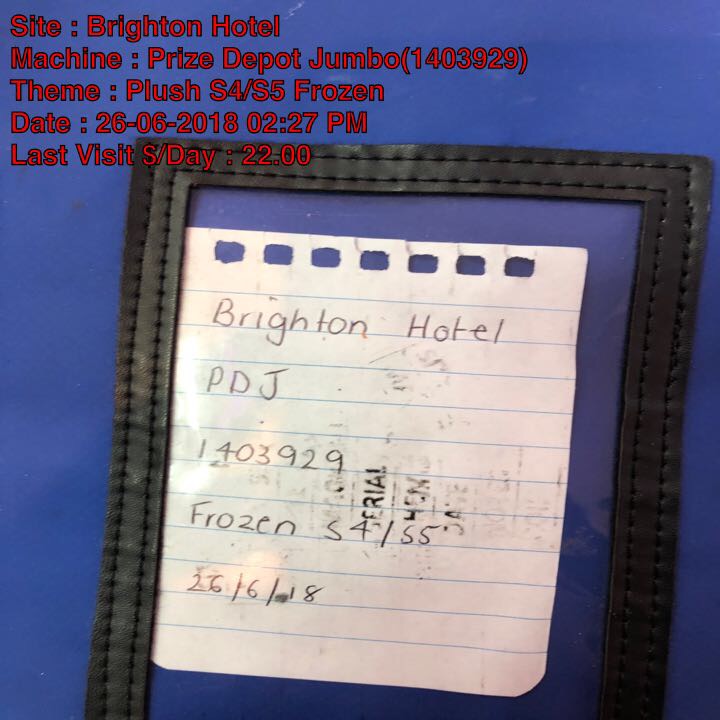 Site : Brighton Hotel
Machine : Prize Depot Jumbo(1403929)
Theme : Plush S4/S5 Frozen
Date : 26-06-2018 02:27 PM
Last Visit $/Day : 22.00
Brighton Hotel
PDJ
1403929
SERIAL
Frozen S4/S5
26/6/18